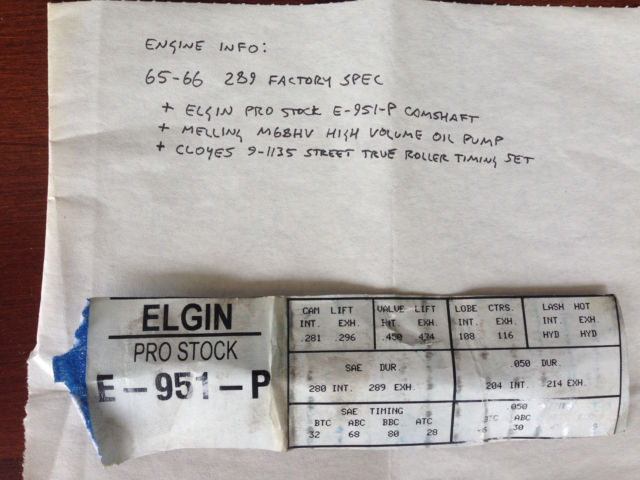 ENGINE INFO:
65-66 289 FACTORY SPEC
+ ELGIN PRO STOCK E-951-P CAMSHAFT
+ MELLING M68HV HIGH VOLUME OIL PUMP
+ CLOYES 9-1135 STREET TRUE ROLLER TIMING SET
ELGIN
PRO STOCK
E-951-P
CAM LIFT
INT. EXH.
.281 .296
VALVE LIFT
INT. EXH.
.450 .474
LOBE CTRS.
INT. EXH.
108 116
LASH HOT
INT. EXH.
HYD HYD
SAE DUR.
280 INT. 289 EXH.
.050 DUR.
204 INT. 214 EXH.
SAE TIMING
BTC ABC BBC ATC
32 68 80 28
.050
BTC ABC
-6 30